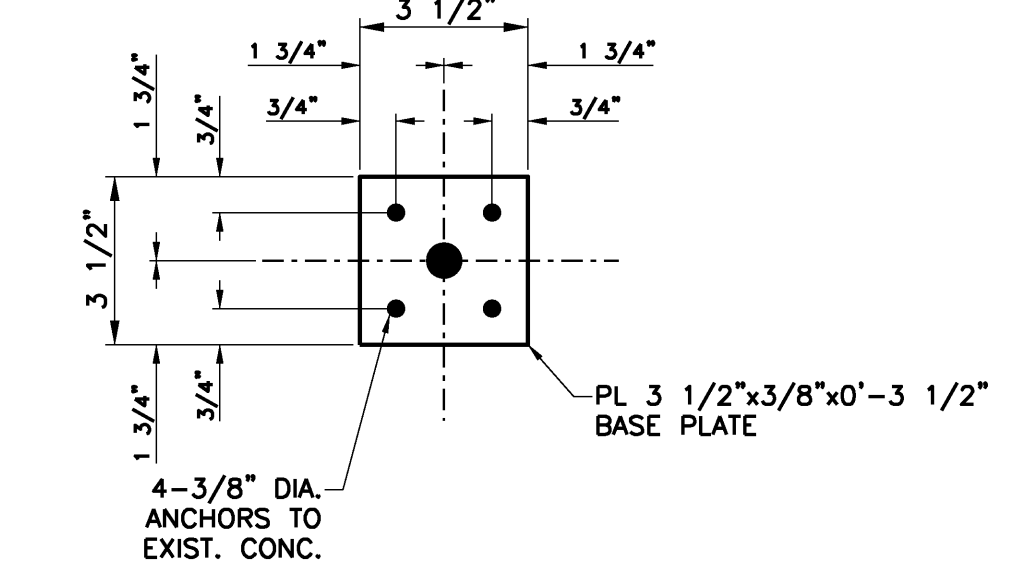 3 1/2"
1 3/4"
1 3/4"
1 3/4"
3/4"
3/4"
3/4"
3 1/2"
1 3/4"
3/4"
PL 3 1/2"x3/8"x0'-3 1/2"
BASE PLATE
4-3/8" DIA.
ANCHORS TO
EXIST. CONC.